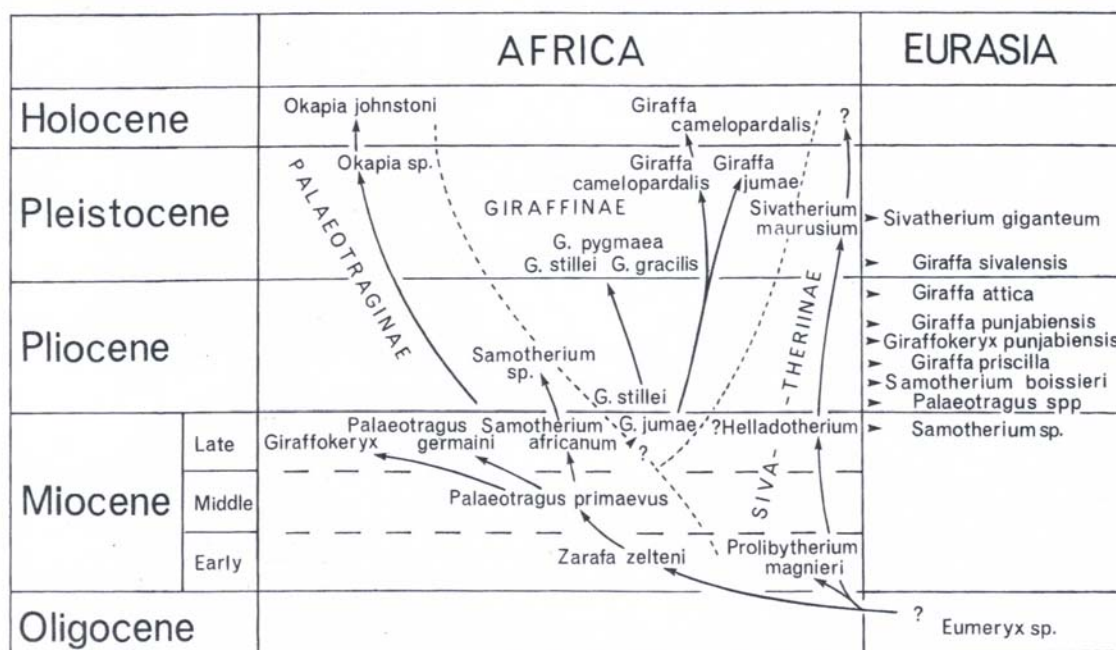 AFRICA
EURASIA
Holocene
Okapia johnstoni
Giraffa
camelopardalis
?
Pleistocene
Okapia sp.
PALAEOTRAGINAE
GIRAFFINAE
Giraffa
camelopardalis
Giraffa
jumae
Sivatherium
maurusium
G. pygmaea
G. stillei G. gracilis
Sivatherium giganteum
Giraffa sivalensis
Pliocene
Samotherium
sp.
G. stillei
SIVA-THERIINAE
Giraffa attica
Giraffa punjabiensis
Giraffokeryx punjabiensis
Giraffa priscilla
Samotherium boissieri
Palaeotragus spp
Miocene
Late
Giraffokeryx
Palaeotragus
germaini
Samotherium
africanum
G. jumae
?
?Helladotherium
Samotherium sp.
Middle
Palaeotragus primaevus
Early
Zarafa zelteni
Prolibytherium
magnieri
Oligocene
?
Eumeryx sp.